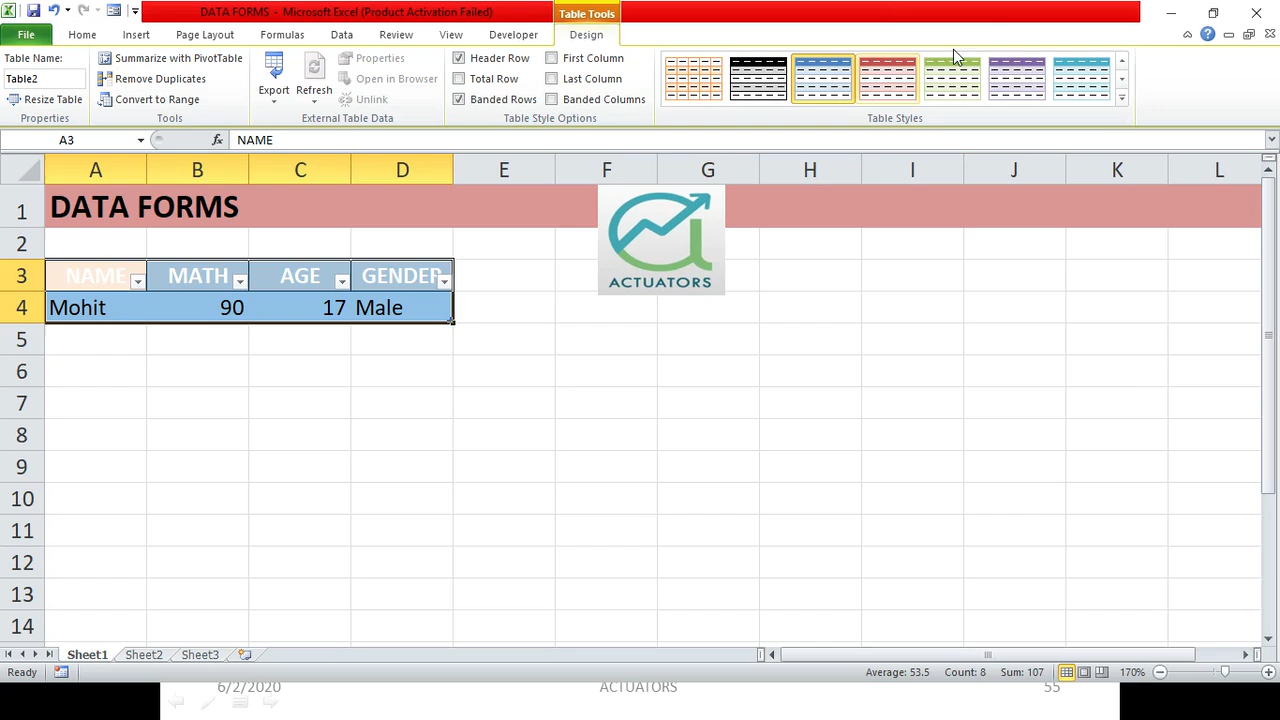 DATA FORMS - Microsoft Excel (Product Activation Failed)
Table Tools
File Home Insert Page Layout Formulas Data Review View Developer Design
Table Name:
Table2
Resize Table
Properties
Summarize with PivotTable
Remove Duplicates
Convert to Range
Tools
Export
Refresh
Properties
Open in Browser
Unlink
External Table Data
Header Row
Total Row
Banded Rows
First Column
Last Column
Banded Columns
Table Style Options
Table Styles
A3 fx NAME
A B C D E F G H I J K L
1 DATA FORMS
ACTUATORS
2
3 NAME MATH AGE GENDER
4 Mohit 90 17 Male
5
6
7
8
9
10
11
12
13
14
Sheet1 Sheet2 Sheet3
Ready Average: 53.5 Count: 8 Sum: 107 170%
6/2/2020 ACTUATORS 55